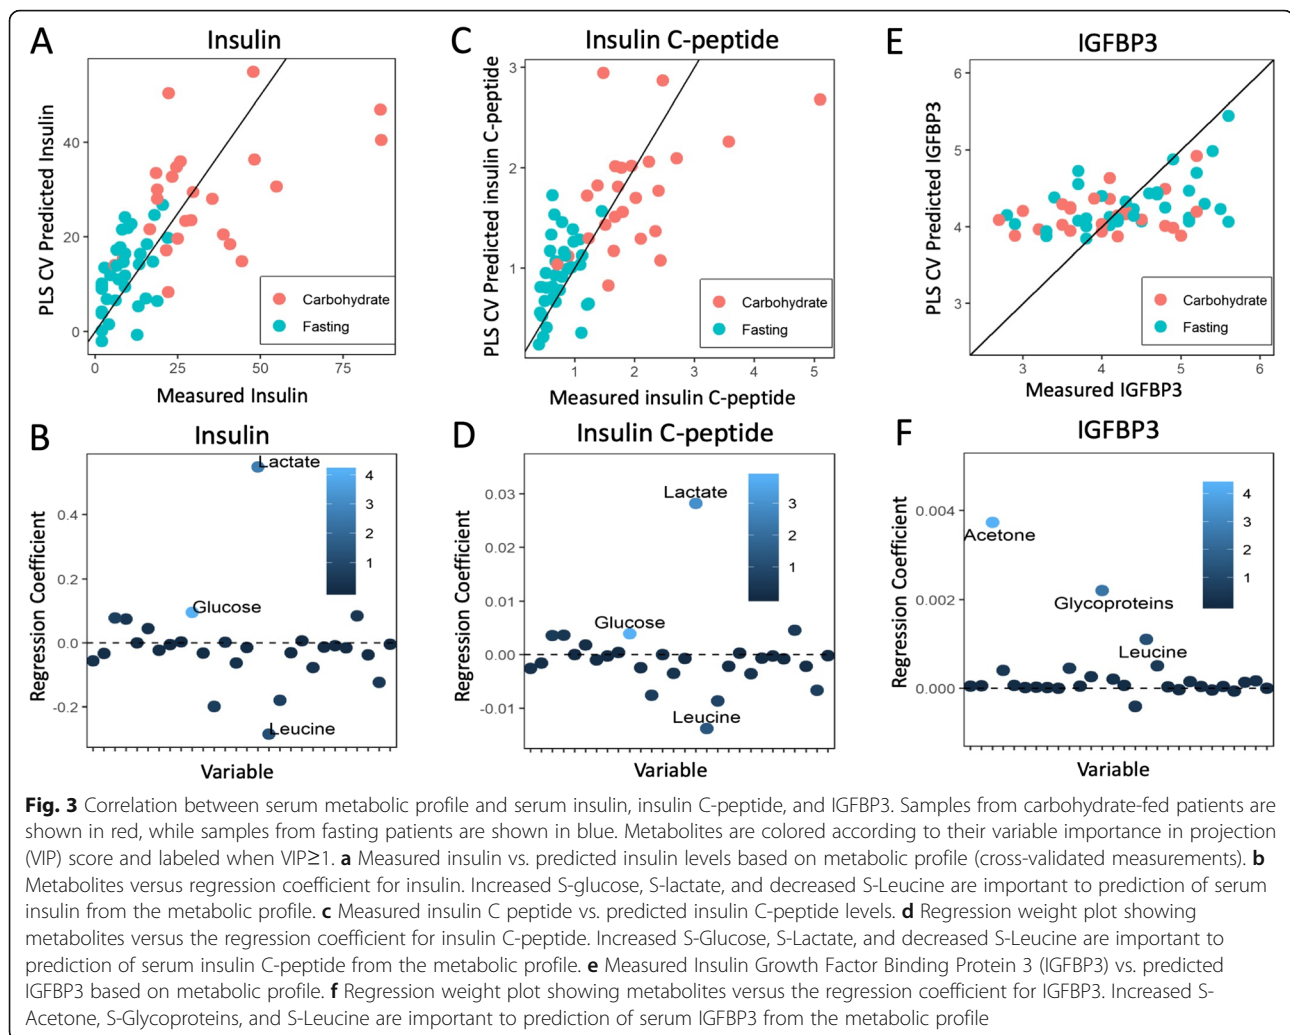 A
Insulin
PLS CV Predicted Insulin
40
20
0
Carbohydrate
Fasting
0
25
50
75
Measured Insulin
C
Insulin C-peptide
PLS CV Predicted insulin C-peptide
3
2
1
Carbohydrate
Fasting
1
2
3
4
5
Measured insulin C-peptide
E
IGFBP3
PLS CV Predicted IGFBP3
6
5
4
3
Carbohydrate
Fasting
3
4
5
6
Measured IGFBP3
B
Insulin
Regression Coefficient
0.4
0.2
0.0
-0.2
Lactate
Glucose
Leucine
4
3
2
1
Variable
D
Insulin C-peptide
Regression Coefficient
0.03
0.02
0.01
0.00
-0.01
Lactate
Glucose
Leucine
3
2
1
Variable
F
IGFBP3
Regression Coefficient
0.004
0.002
0.000
Acetone
Glycoproteins
Leucine
4
3
2
1
Variable
Fig. 3 Correlation between serum metabolic profile and serum insulin, insulin C-peptide, and IGFBP3. Samples from carbohydrate-fed patients are
shown in red, while samples from fasting patients are shown in blue. Metabolites are colored according to their variable importance in projection
(VIP) score and labeled when VIP≥1. a Measured insulin vs. predicted insulin levels based on metabolic profile (cross-validated measurements). b
Metabolites versus regression coefficient for insulin. Increased S-glucose, S-lactate, and decreased S-Leucine are important to prediction of serum
insulin from the metabolic profile. c Measured insulin C peptide vs. predicted insulin C-peptide levels. d Regression weight plot showing
metabolites versus the regression coefficient for insulin C-peptide. Increased S-Glucose, S-Lactate, and decreased S-Leucine are important to
prediction of serum insulin C-peptide from the metabolic profile. e Measured Insulin Growth Factor Binding Protein 3 (IGFBP3) vs. predicted
IGFBP3 based on metabolic profile. f Regression weight plot showing metabolites versus the regression coefficient for IGFBP3. Increased S-
Acetone, S-Glycoproteins, and S-Leucine are important to prediction of serum IGFBP3 from the metabolic profile